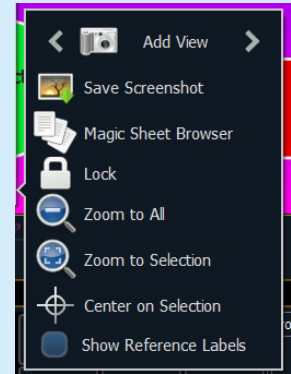 Add View
Save Screenshot
Magic Sheet Browser
Lock
Zoom to All
Zoom to Selection
Center on Selection
Show Reference Labels